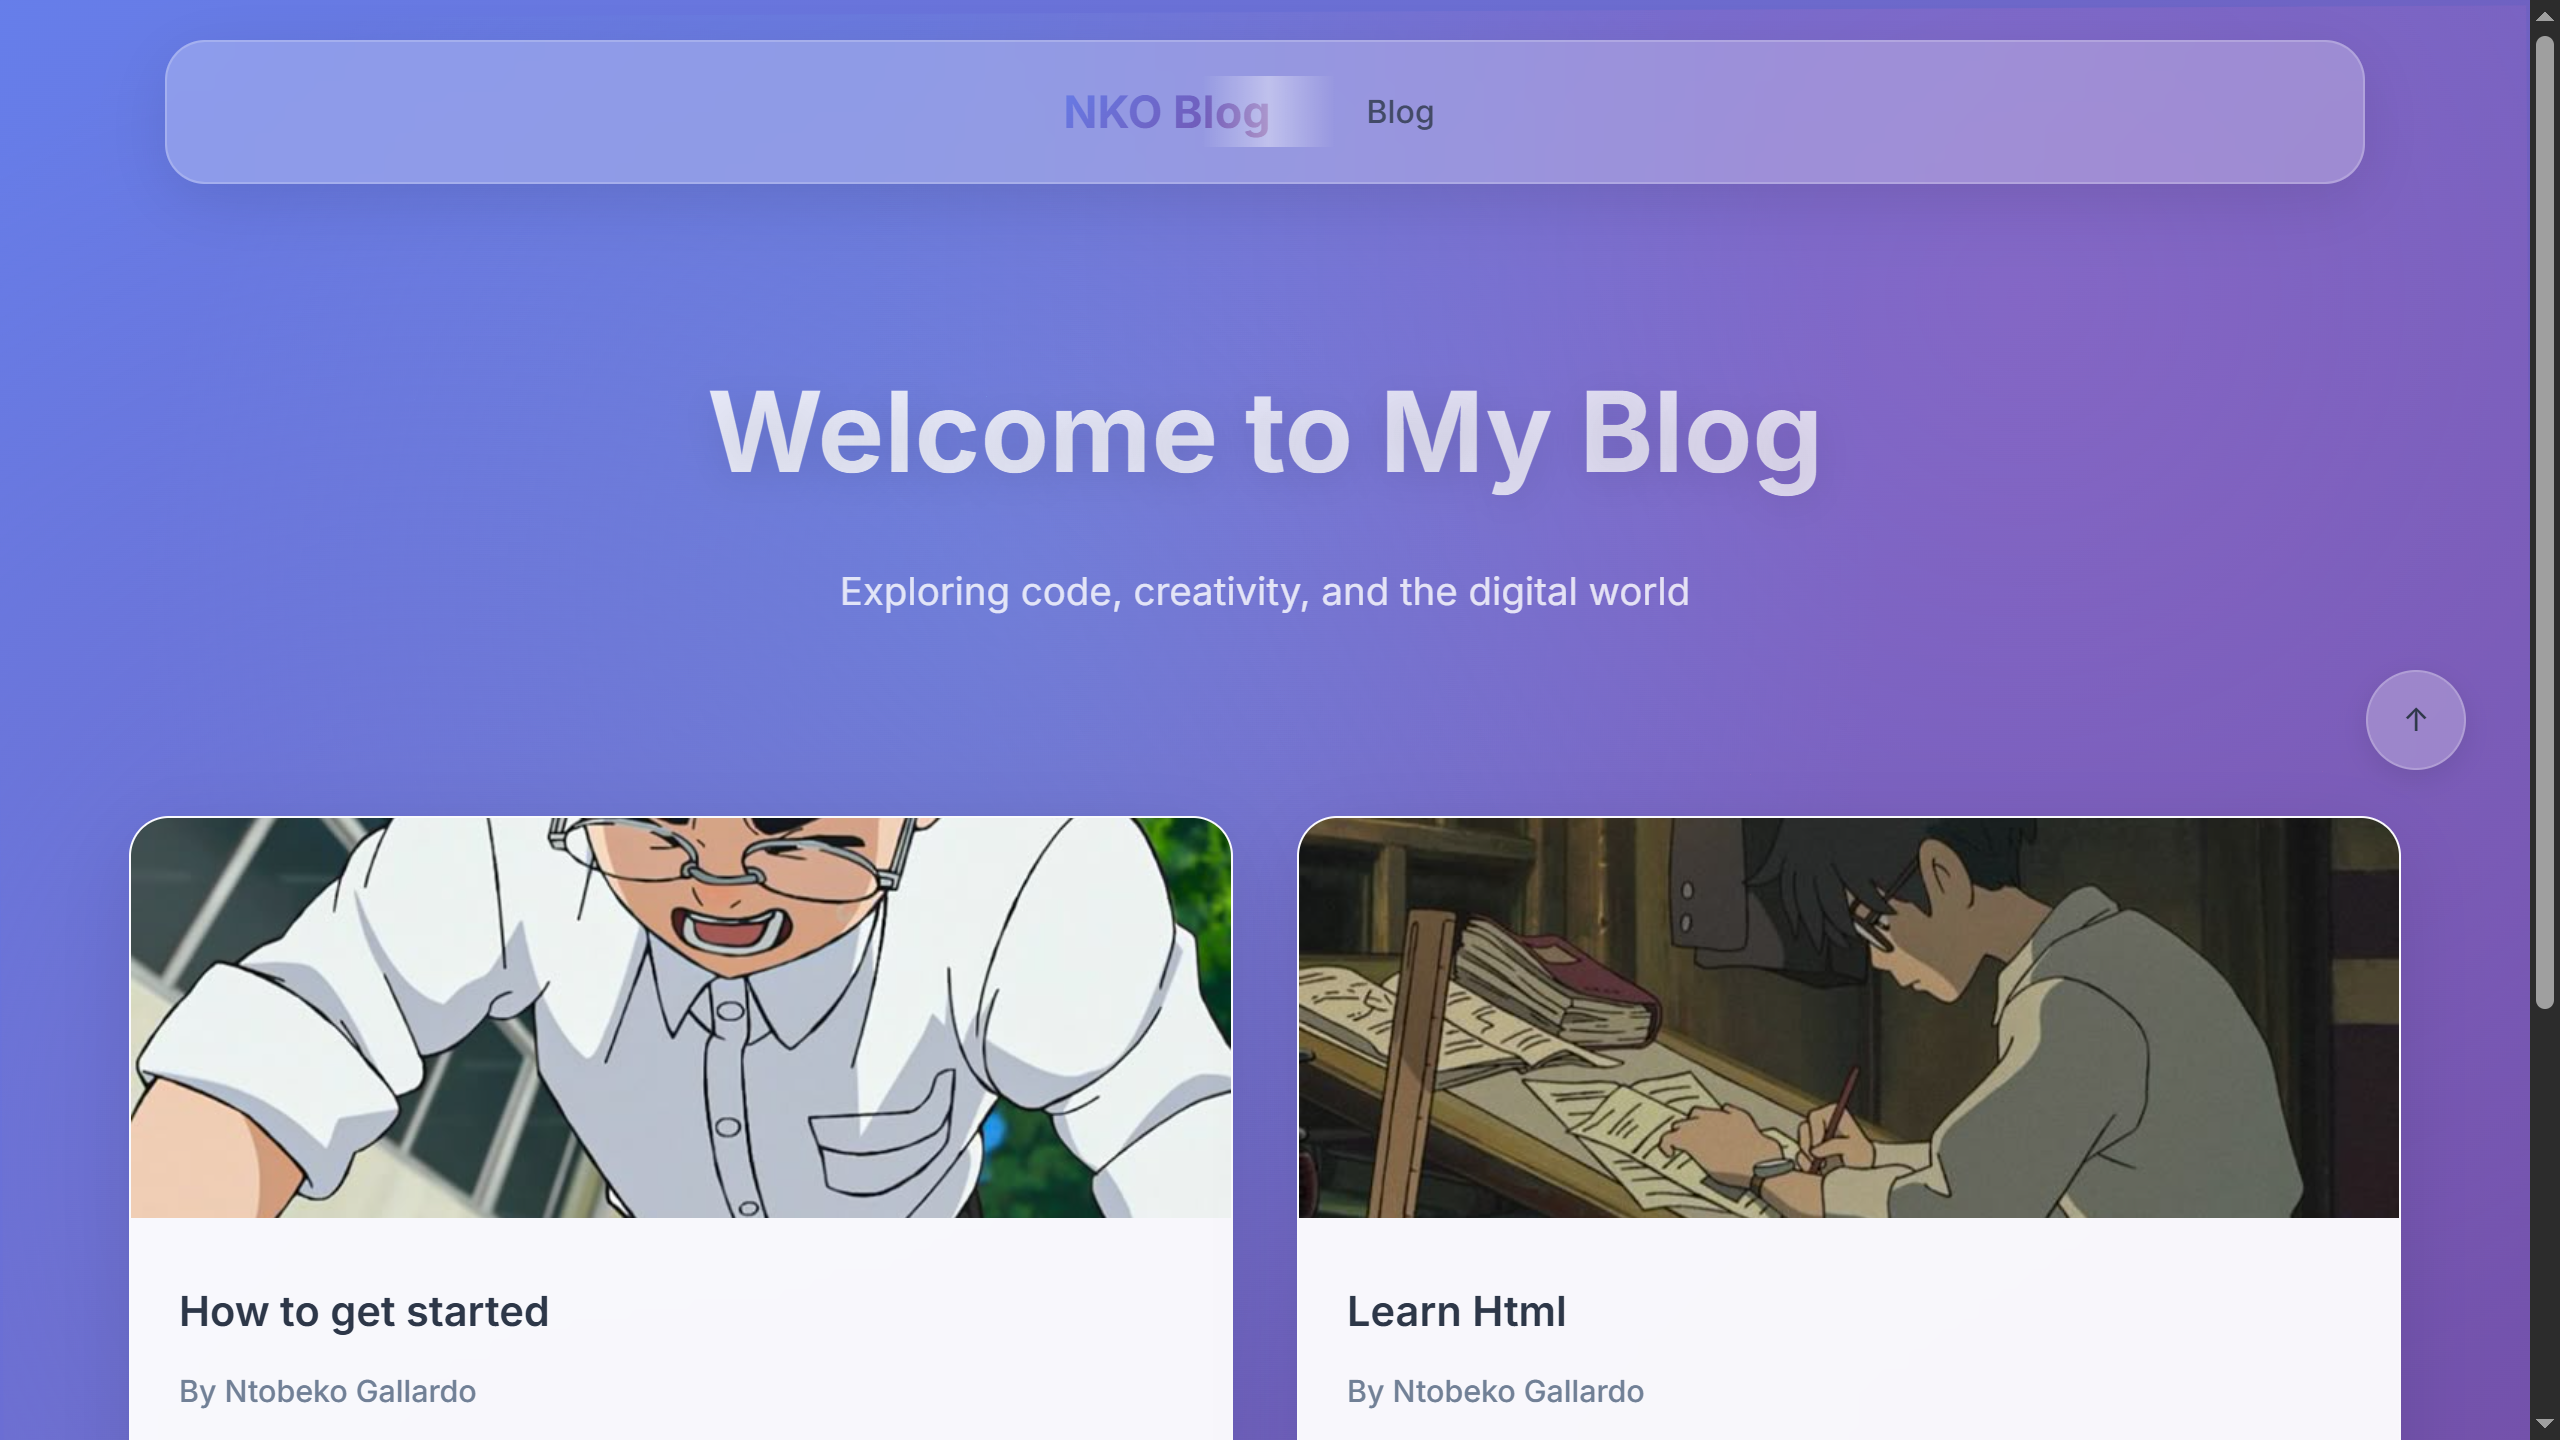 NKO Blog
Blog
Welcome to My Blog
Exploring code, creativity, and the digital world
↑
How to get started
By Ntobeko Gallardo
Learn Html
By Ntobeko Gallardo